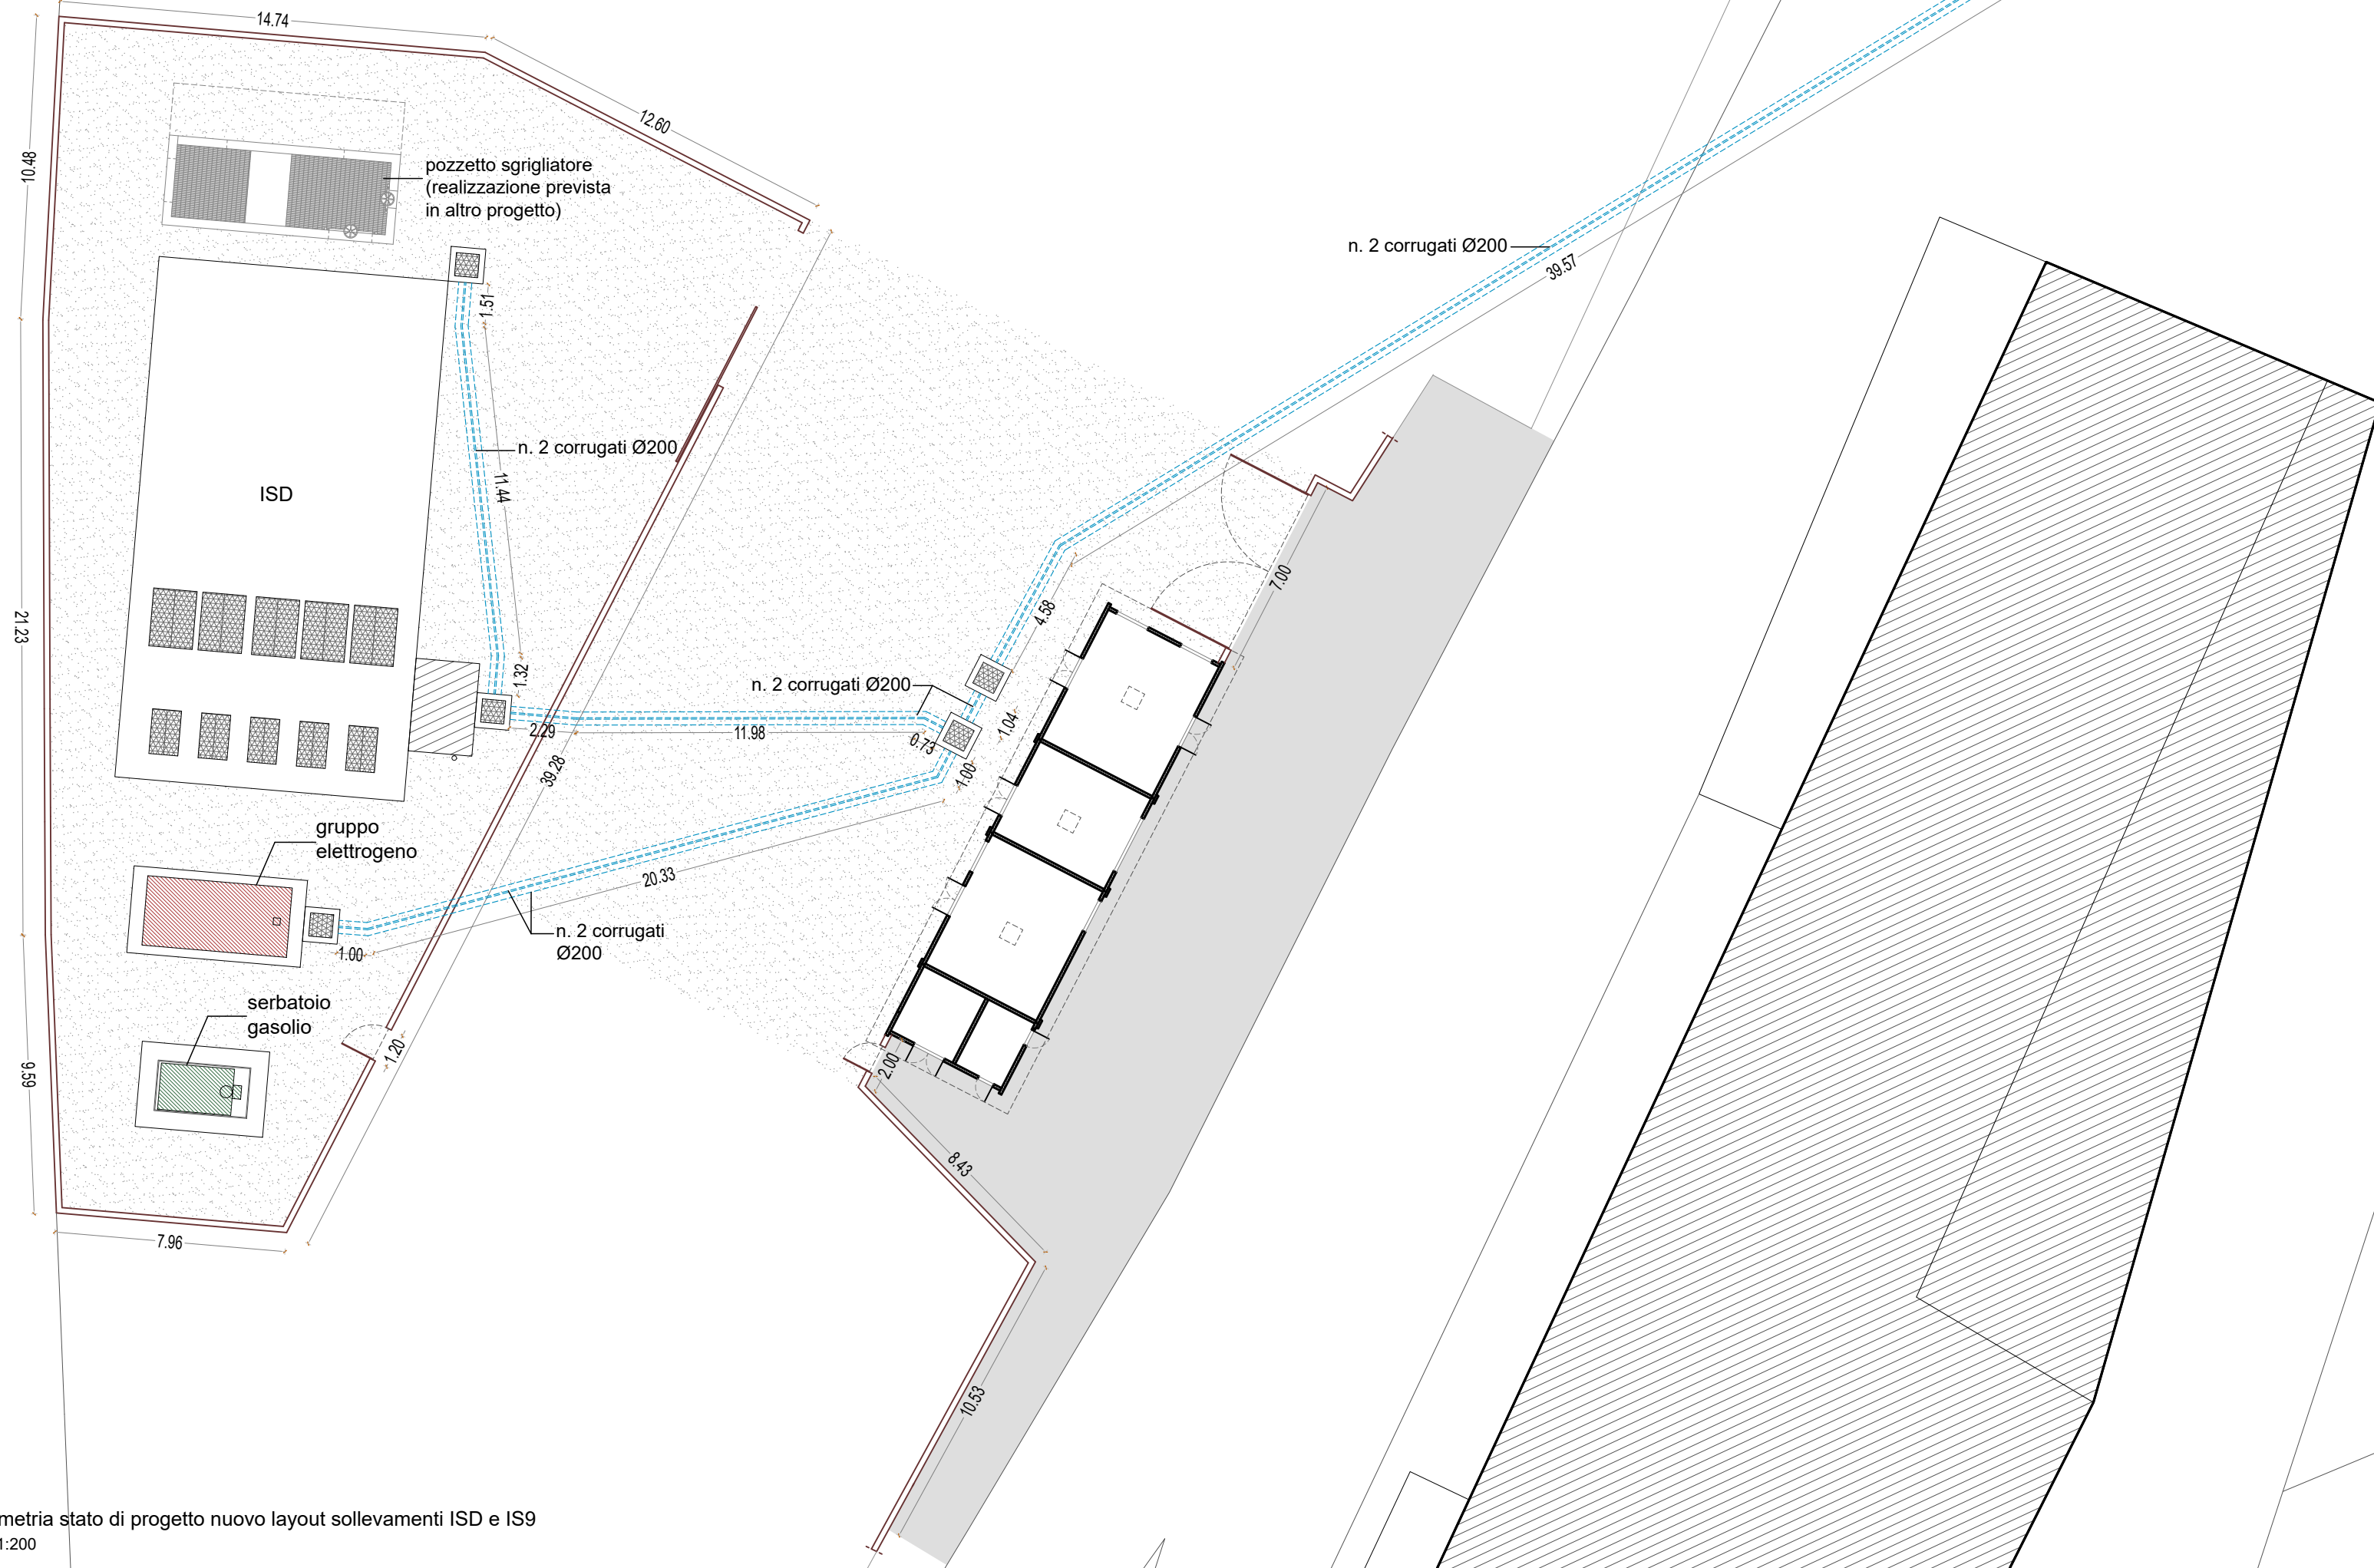 14.74
12.60
10.48
pozzetto sgrigliatore
(realizzazione prevista
in altro progetto)
n. 2 corrugati Ø200
39.57
1.51
n. 2 corrugati Ø200
11.44
ISD
7.00
4.58
21.23
1.32
n. 2 corrugati Ø200
2.29
11.98
0.73
1.04
1.00
39.28
gruppo
elettrogeno
20.33
n. 2 corrugati
Ø200
1.00
serbatoio
gasolio
1.20
2.00
9.59
8.43
7.96
10.53
metria stato di progetto nuovo layout sollevamenti ISD e IS9
1:200